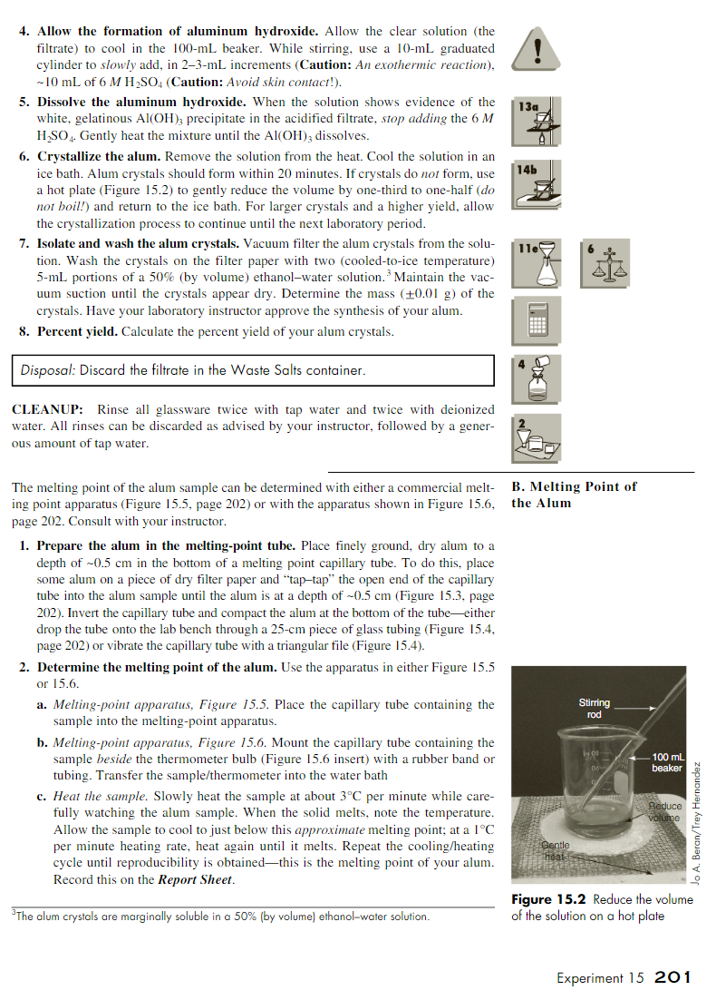 4. Allow the formation of aluminum hydroxide. Allow the clear solution (the
filtrate) to cool in the 100-mL beaker. While stirring, use a 10-mL graduated
cylinder to slowly add, in 2–3-mL increments (Caution: An exothermic reaction),
~10 mL of 6 M H₂SO₄ (Caution: Avoid skin contact!).
5. Dissolve the aluminum hydroxide. When the solution shows evidence of the
white, gelatinous Al(OH)₃ precipitate in the acidified filtrate, stop adding the 6 M
H₂SO₄. Gently heat the mixture until the Al(OH)₃ dissolves.
6. Crystallize the alum. Remove the solution from the heat. Cool the solution in an
ice bath. Alum crystals should form within 20 minutes. If crystals do not form, use
a hot plate (Figure 15.2) to gently reduce the volume by one-third to one-half (do
not boil!) and return to the ice bath. For larger crystals and a higher yield, allow
the crystallization process to continue until the next laboratory period.
7. Isolate and wash the alum crystals. Vacuum filter the alum crystals from the solu-
tion. Wash the crystals on the filter paper with two (cooled-to-ice temperature)
5-mL portions of a 50% (by volume) ethanol–water solution.³ Maintain the vac-
uum suction until the crystals appear dry. Determine the mass (±0.01 g) of the
crystals. Have your laboratory instructor approve the synthesis of your alum.
8. Percent yield. Calculate the percent yield of your alum crystals.
!
13a
14b
11e
6
4
2
Disposal: Discard the filtrate in the Waste Salts container.
CLEANUP: Rinse all glassware twice with tap water and twice with deionized
water. All rinses can be discarded as advised by your instructor, followed by a gener-
ous amount of tap water.
B. Melting Point of
the Alum
The melting point of the alum sample can be determined with either a commercial melt-
ing point apparatus (Figure 15.5, page 202) or with the apparatus shown in Figure 15.6,
page 202. Consult with your instructor.
1. Prepare the alum in the melting-point tube. Place finely ground, dry alum to a
depth of ~0.5 cm in the bottom of a melting point capillary tube. To do this, place
some alum on a piece of dry filter paper and “tap–tap” the open end of the capillary
tube into the alum sample until the alum is at a depth of ~0.5 cm (Figure 15.3, page
202). Invert the capillary tube and compact the alum at the bottom of the tube—either
drop the tube onto the lab bench through a 25-cm piece of glass tubing (Figure 15.4,
page 202) or vibrate the capillary tube with a triangular file (Figure 15.4).
2. Determine the melting point of the alum. Use the apparatus in either Figure 15.5
or 15.6.
a. Melting-point apparatus, Figure 15.5. Place the capillary tube containing the
sample into the melting-point apparatus.
b. Melting-point apparatus, Figure 15.6. Mount the capillary tube containing the
sample beside the thermometer bulb (Figure 15.6 insert) with a rubber band or
tubing. Transfer the sample/thermometer into the water bath
c. Heat the sample. Slowly heat the sample at about 3°C per minute while care-
fully watching the alum sample. When the solid melts, note the temperature.
Allow the sample to cool to just below this approximate melting point; at a 1°C
per minute heating rate, heat again until it melts. Repeat the cooling/heating
cycle until reproducibility is obtained—this is the melting point of your alum.
Record this on the Report Sheet.
Stirring
rod
100 mL
beaker
Reduce
volume
Gentle
heat
Jo A. Beran/Trey Hernandez
Figure 15.2 Reduce the volume
of the solution on a hot plate
³The alum crystals are marginally soluble in a 50% (by volume) ethanol–water solution.
Experiment 15 201